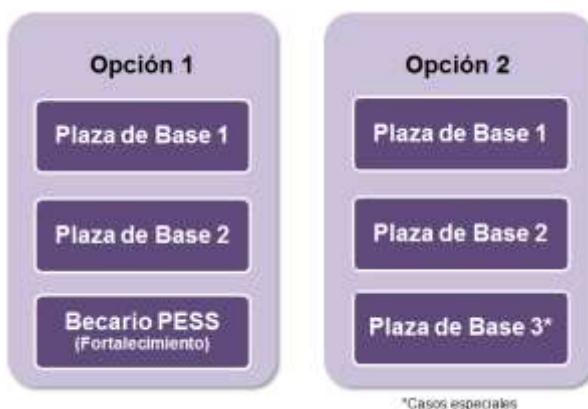 Opción 1
Plaza de Base 1
Plaza de Base 2
Becario PESS
(Fortalecimiento)
Opción 2
Plaza de Base 1
Plaza de Base 2
Plaza de Base 3*
*Casos especiales